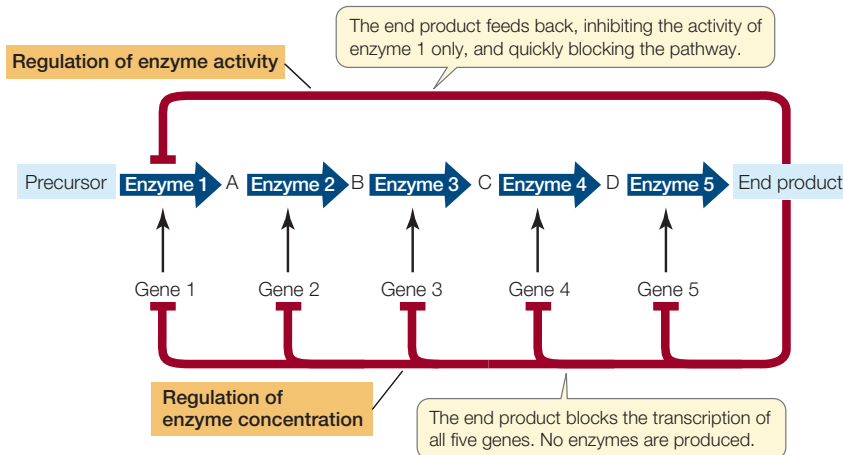 The end product feeds back, inhibiting the activity of
enzyme 1 only, and quickly blocking the pathway.
Regulation of enzyme activity
Precursor Enzyme 1 A Enzyme 2 B Enzyme 3 C Enzyme 4 D Enzyme 5 End product
Gene 1 Gene 2 Gene 3 Gene 4 Gene 5
Regulation of
enzyme concentration
The end product blocks the transcription of
all five genes. No enzymes are produced.